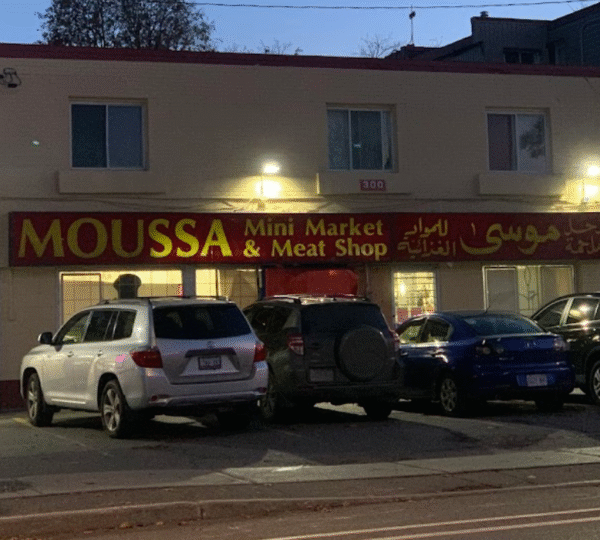 300
MOUSSA
Mini Market
& Meat Shop
للمواد
الغذائية
موسى